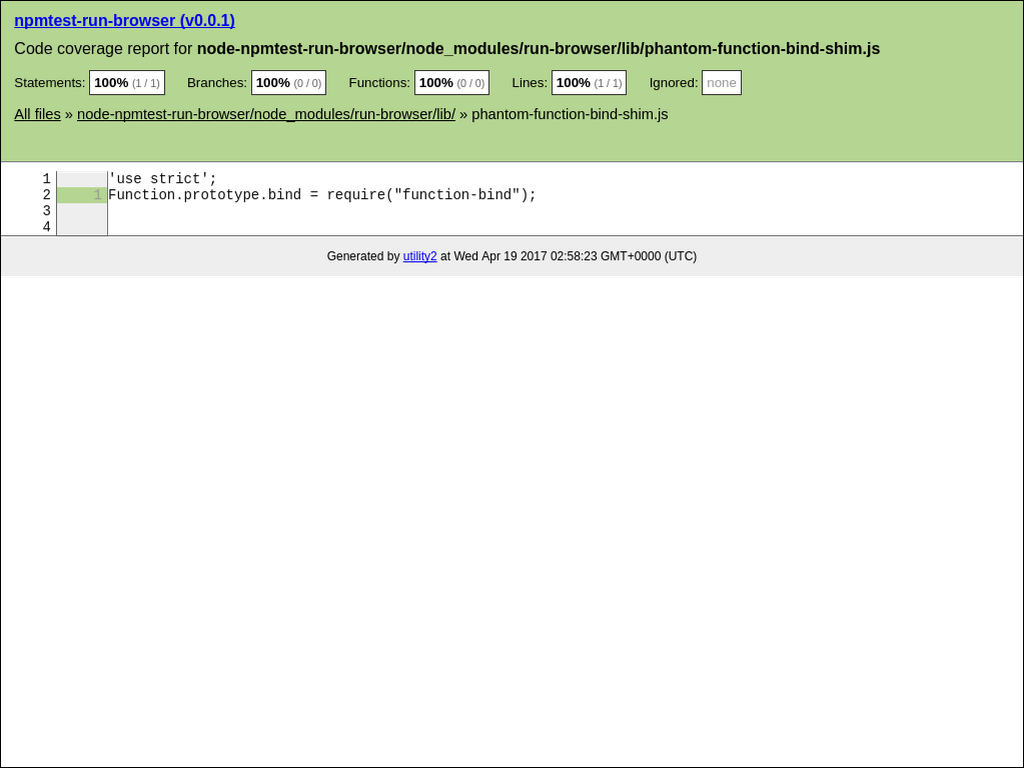 npmtest-run-browser (v0.0.1)
Code coverage report for node-npmtest-run-browser/node_modules/run-browser/lib/phantom-function-bind-shim.js
Statements: 100% (1 / 1) Branches: 100% (0 / 0) Functions: 100% (0 / 0) Lines: 100% (1 / 1) Ignored: none
All files » node-npmtest-run-browser/node_modules/run-browser/lib/ » phantom-function-bind-shim.js
1 'use strict';
2 1 Function.prototype.bind = require("function-bind");
3
4
Generated by utility2 at Wed Apr 19 2017 02:58:23 GMT+0000 (UTC)